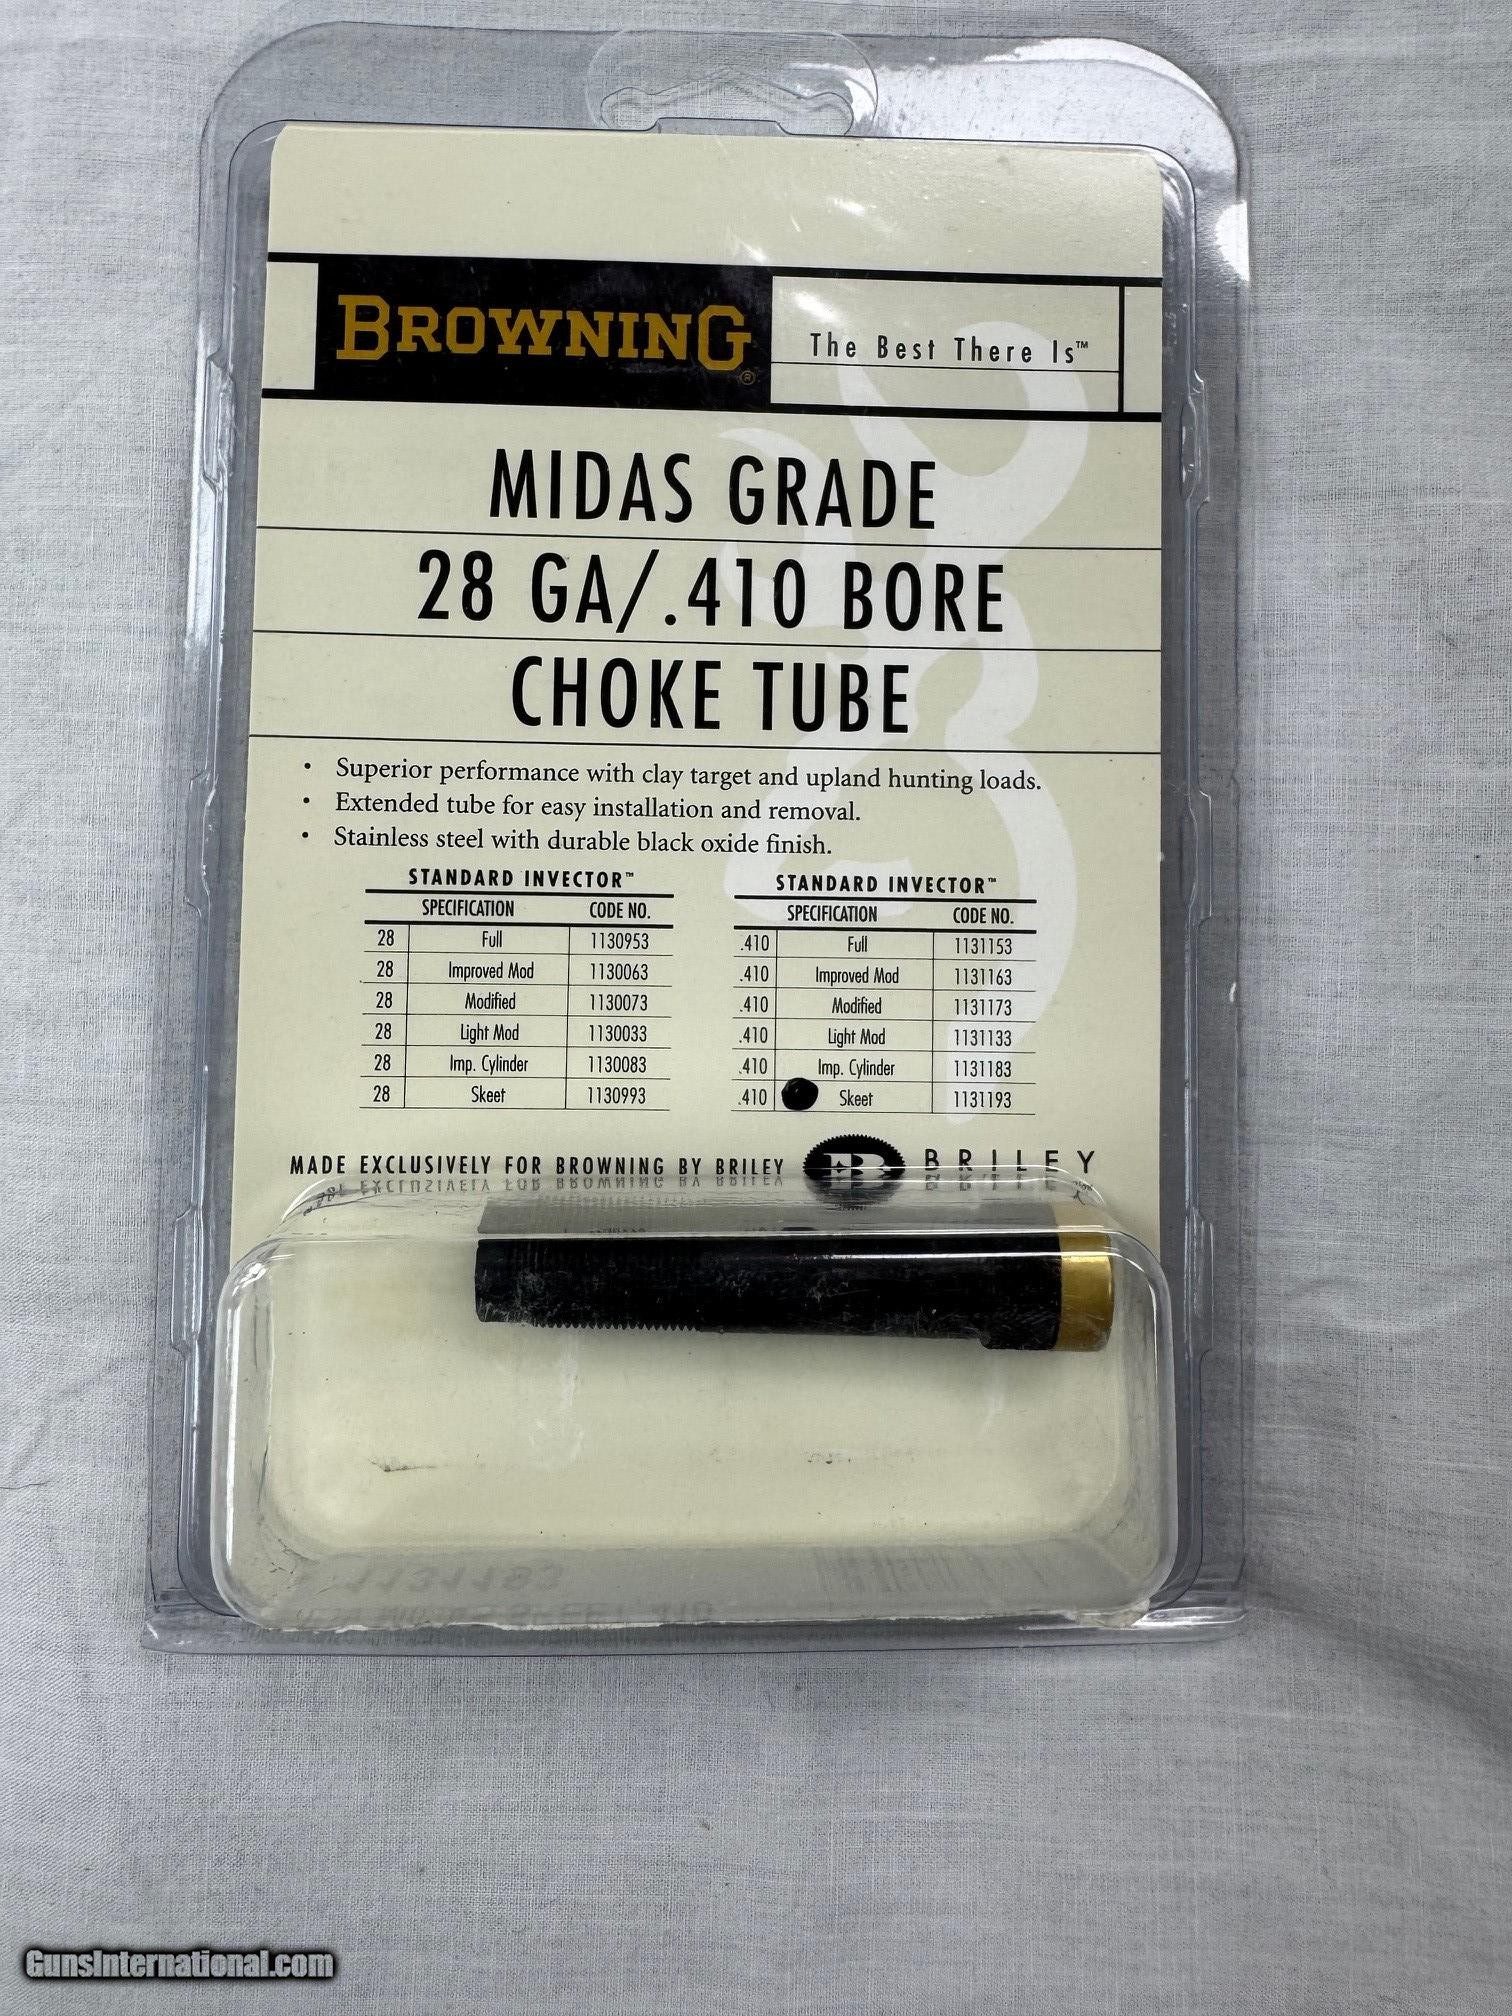 BROWNING®
The Best There Is™
MIDAS GRADE
28 GA/.410 BORE
CHOKE TUBE
• Superior performance with clay target and upland hunting loads.
• Extended tube for easy installation and removal.
• Stainless steel with durable black oxide finish.
STANDARD INVECTOR™
SPECIFICATION CODE NO.
28 Full 1130953
28 Improved Mod 1130063
28 Modified 1130073
28 Light Mod 1130033
28 Imp. Cylinder 1130083
28 Skeet 1130993
STANDARD INVECTOR™
SPECIFICATION CODE NO.
.410 Full 1131153
.410 Improved Mod 1131163
.410 Modified 1131173
.410 Light Mod 1131133
.410 Imp. Cylinder 1131183
.410 Skeet 1131193
MADE EXCLUSIVELY FOR BROWNING BY BRILEY
BRILEY
1131193
SKEET 410
GunsInternational.com